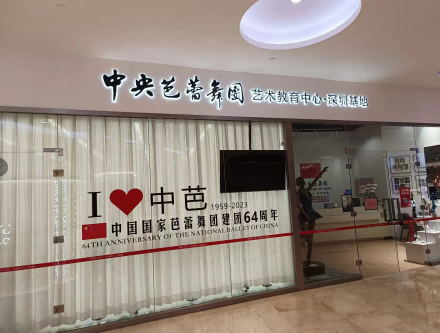 中央芭蕾舞团 艺术教育中心·深圳基地
I ❤ 中芭
1959-2023
中国国家芭蕾舞团建团64周年
64TH ANNIVERSARY OF THE NATIONAL BALLET OF CHINA